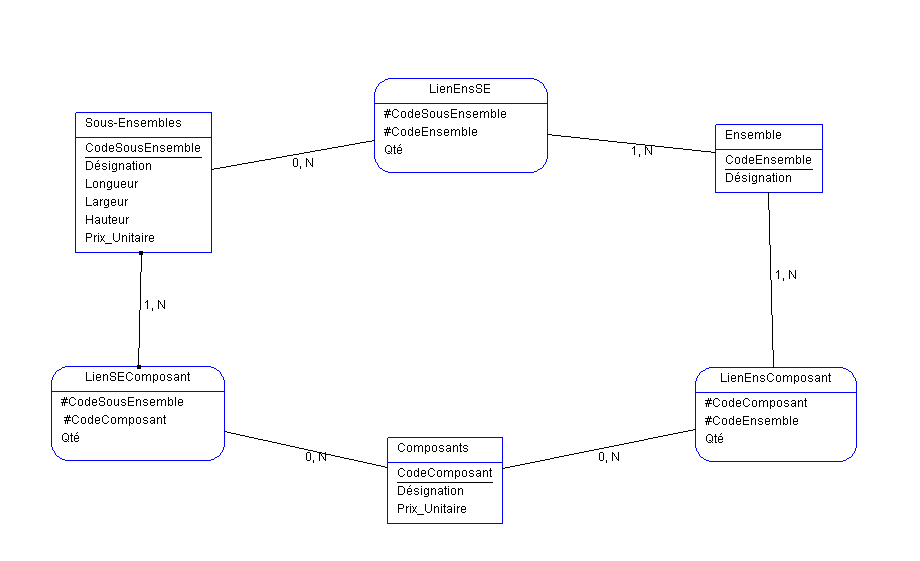 LienEnsSE
#CodeSousEnsemble
#CodeEnsemble
Qté
Sous-Ensembles
CodeSousEnsemble
Désignation
Longueur
Largeur
Hauteur
Prix_Unitaire
Ensemble
CodeEnsemble
Désignation
0, N
1, N
1, N
1, N
LienSEComposant
#CodeSousEnsemble
#CodeComposant
Qté
LienEnsComposant
#CodeComposant
#CodeEnsemble
Qté
Composants
CodeComposant
Désignation
Prix_Unitaire
0, N
0, N